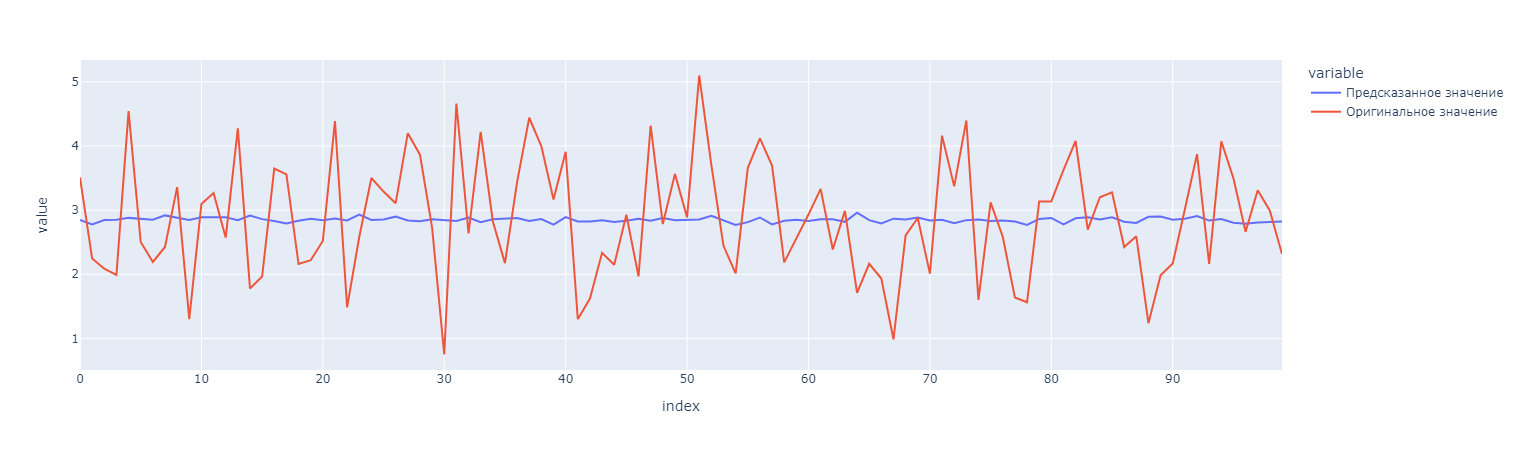 variable
Предсказанное значение
Оригинальное значение
5
4
3
2
1
value
0 10 20 30 40 50 60 70 80 90
index